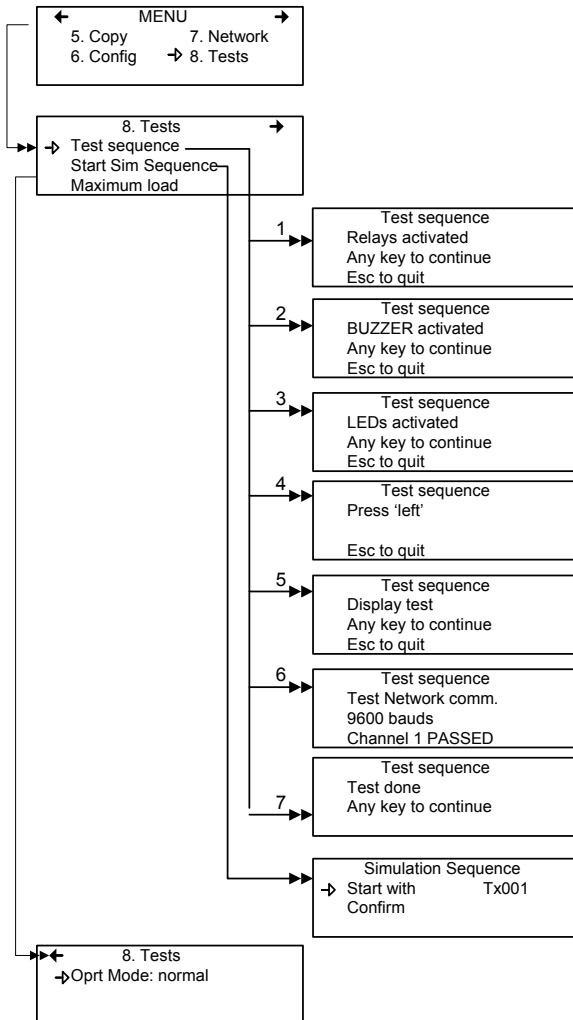 MENU
5. Copy 7. Network
6. Config 8. Tests
8. Tests
Test sequence
Start Sim Sequence
Maximum load
1
Test sequence
Relays activated
Any key to continue
Esc to quit
2
Test sequence
BUZZER activated
Any key to continue
Esc to quit
3
Test sequence
LEDs activated
Any key to continue
Esc to quit
4
Test sequence
Press ‘left’
Esc to quit
5
Test sequence
Display test
Any key to continue
Esc to quit
6
Test sequence
Test Network comm.
9600 bauds
Channel 1 PASSED
7
Test sequence
Test done
Any key to continue
Simulation Sequence
Start with Tx001
Confirm
8. Tests
Oprt Mode: normal